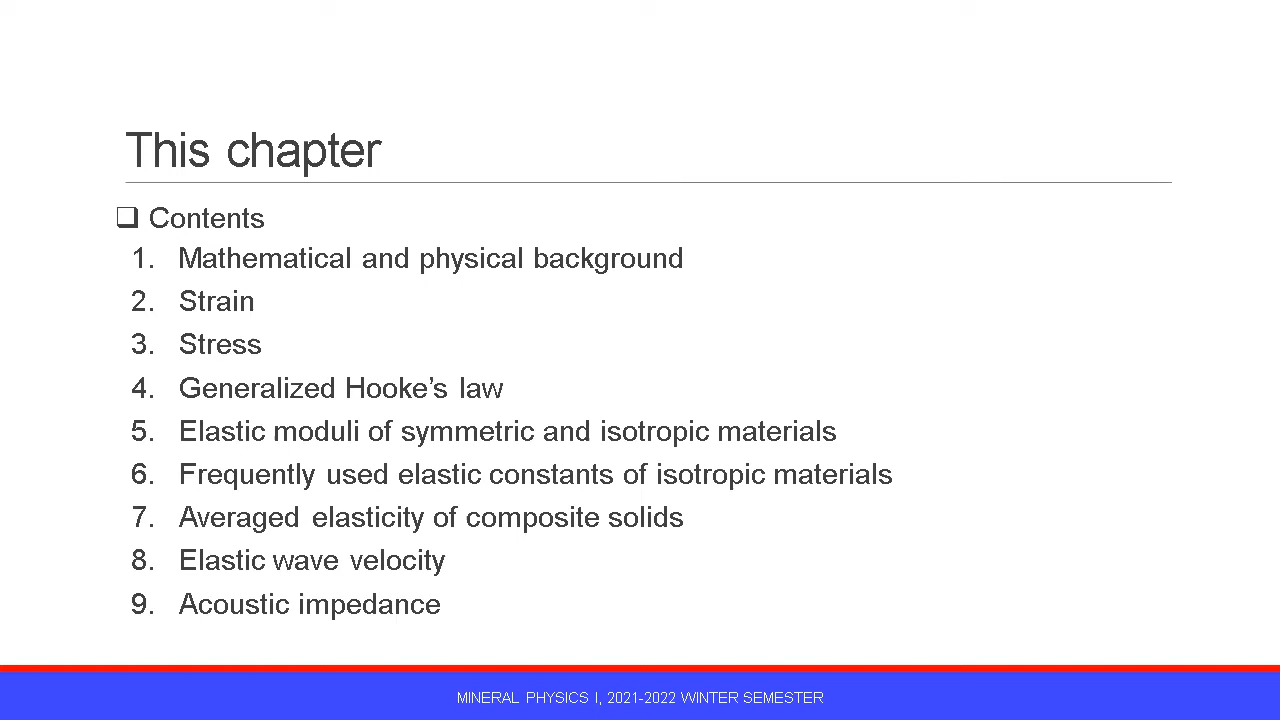 This chapter
❑ Contents
1. Mathematical and physical background
2. Strain
3. Stress
4. Generalized Hooke’s law
5. Elastic moduli of symmetric and isotropic materials
6. Frequently used elastic constants of isotropic materials
7. Averaged elasticity of composite solids
8. Elastic wave velocity
9. Acoustic impedance
MINERAL PHYSICS I, 2021-2022 WINTER SEMESTER